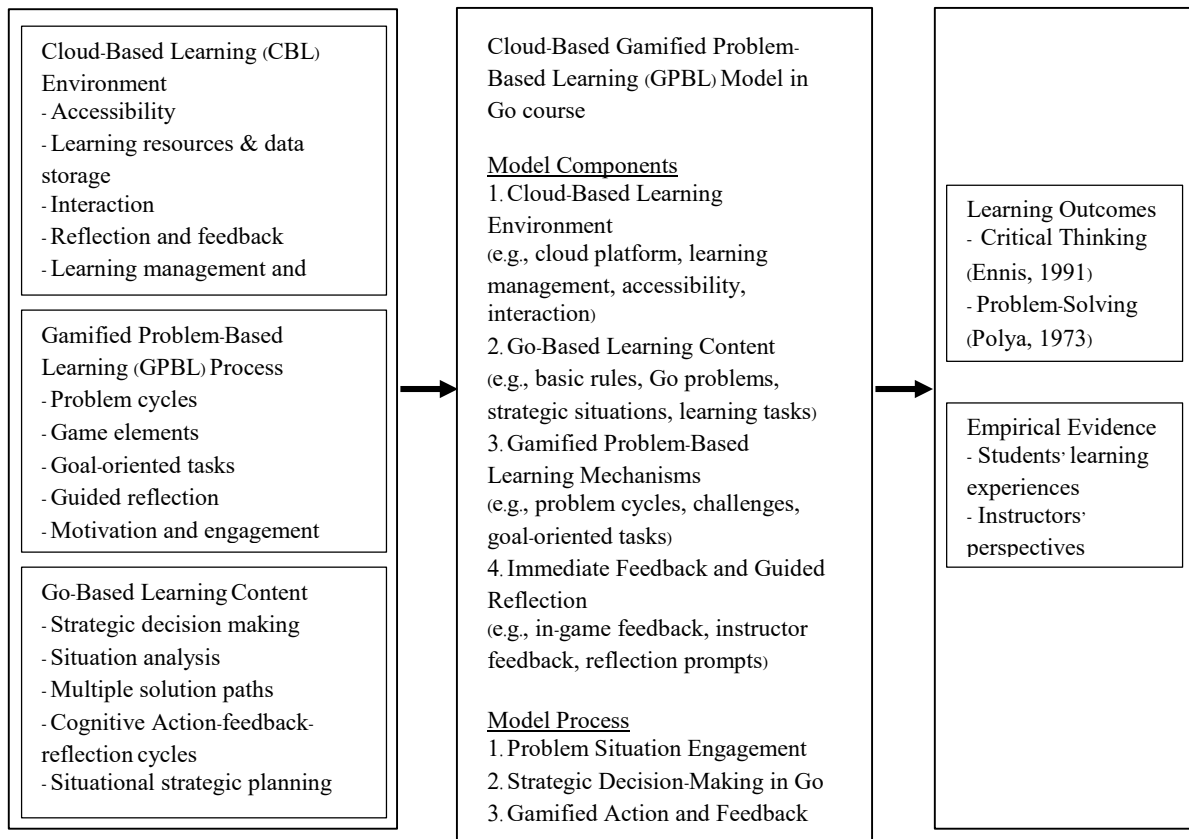 Cloud-Based Learning (CBL)
Environment
- Accessibility
- Learning resources & data
storage
- Interaction
- Reflection and feedback
- Learning management and
Gamified Problem-Based
Learning (GPBL) Process
- Problem cycles
- Game elements
- Goal-oriented tasks
- Guided reflection
- Motivation and engagement
Go-Based Learning Content
- Strategic decision making
- Situation analysis
- Multiple solution paths
- Cognitive Action-feedback-
reflection cycles
- Situational strategic planning
Cloud-Based Gamified Problem-
Based Learning (GPBL) Model in
Go course
Model Components
1. Cloud-Based Learning
Environment
(e.g., cloud platform, learning
management, accessibility,
interaction)
2. Go-Based Learning Content
(e.g., basic rules, Go problems,
strategic situations, learning tasks)
3. Gamified Problem-Based
Learning Mechanisms
(e.g., problem cycles, challenges,
goal-oriented tasks)
4. Immediate Feedback and Guided
Reflection
(e.g., in-game feedback, instructor
feedback, reflection prompts)
Model Process
1. Problem Situation Engagement
2. Strategic Decision-Making in Go
3. Gamified Action and Feedback
Learning Outcomes
- Critical Thinking
(Ennis, 1991)
- Problem-Solving
(Polya, 1973)
Empirical Evidence
- Students' learning
experiences
- Instructors'
perspectives